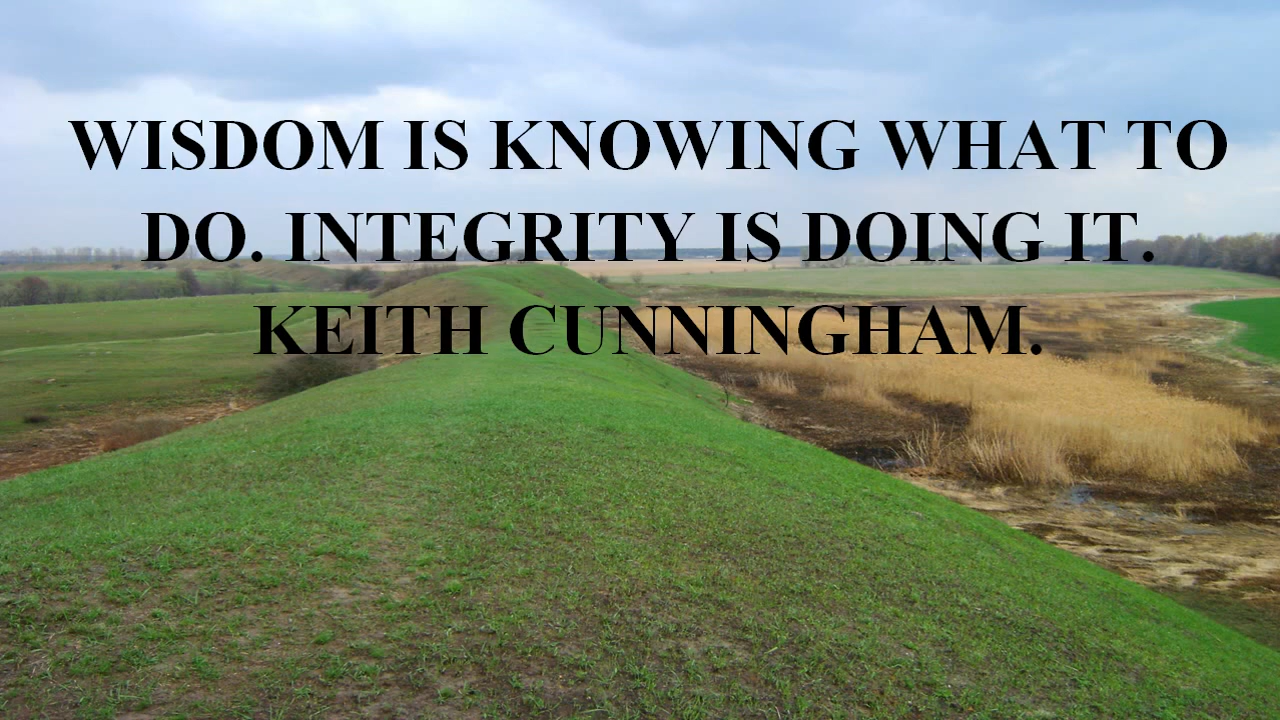 WISDOM IS KNOWING WHAT TO
DO. INTEGRITY IS DOING IT.
KEITH CUNNINGHAM.